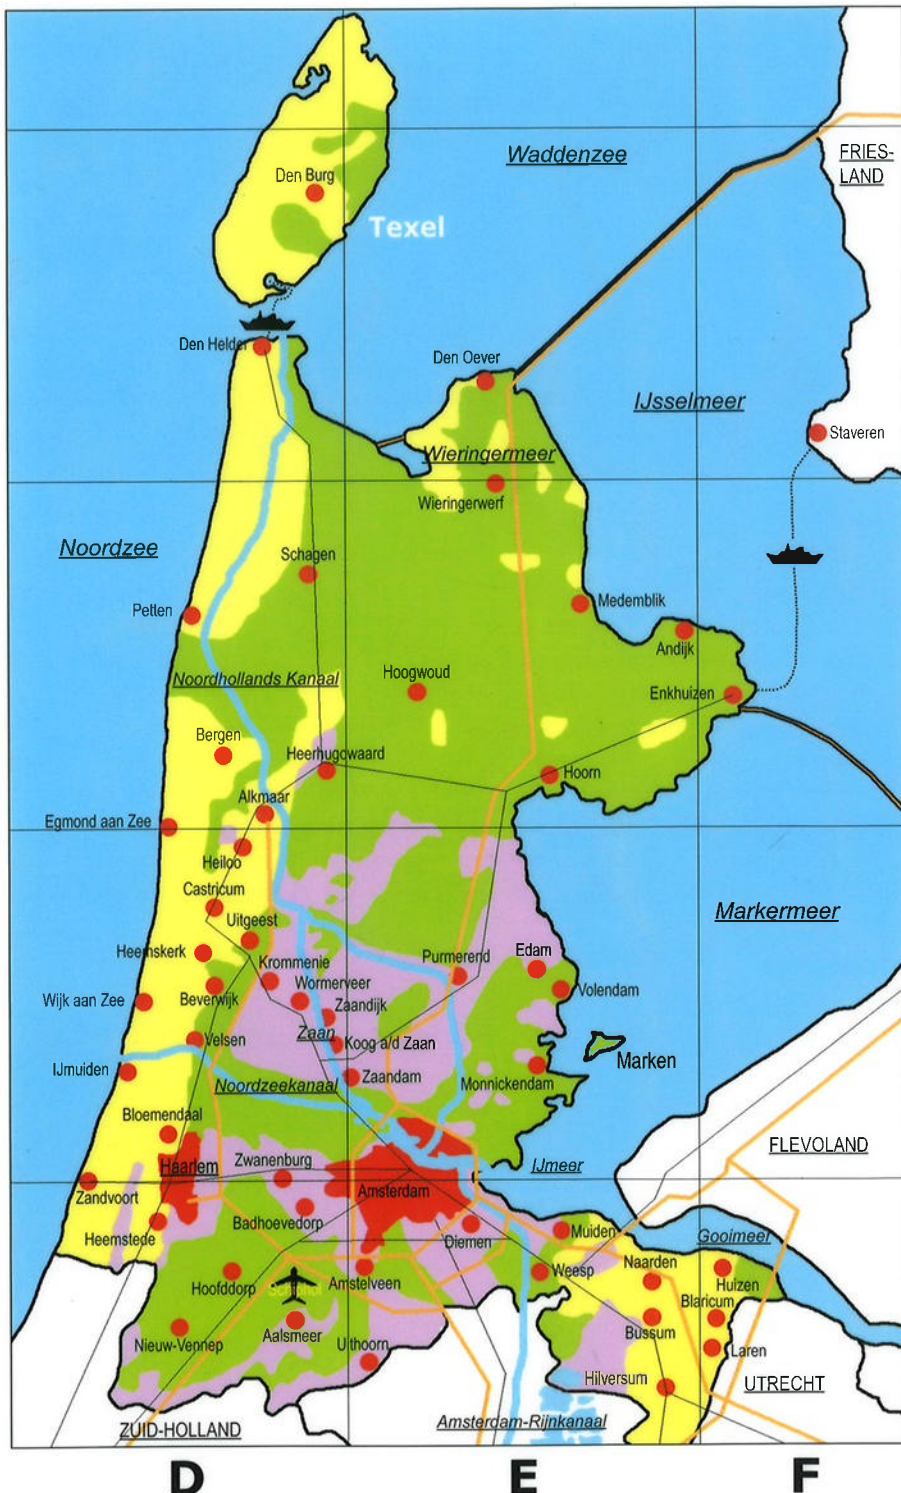 Waddenzee
FRIES-
LAND
Den Burg
Texel
Den Helder
Den Oever
IJsselmeer
Staveren
Wieringermeer
Wieringerwerf
Noordzee
Schagen
Petten
Medemblik
Andijk
Noordhollands Kanaal
Hoogwoud
Enkhuizen
Bergen
Heerhugowaard
Hoorn
Alkmaar
Egmond aan Zee
Heiloo
Castricum
Markermeer
Uitgeest
Heemskerk
Krommenie
Purmerend
Edam
Wijk aan Zee
Beverwijk
Wormerveer
Volendam
Zaandijk
Velsen
Zaan
Koog a/d Zaan
Marken
IJmuiden
Noordzeekanaal
Zaandam
Monnickendam
Bloemendaal
FLEVOLAND
Haarlem
Zwanenburg
IJmeer
Zandvoort
Amsterdam
Badhoevedorp
Heemstede
Diemen
Muiden
Gooimeer
Naarden
Hoofddorp
Schiphol
Amstelveen
Weesp
Huizen
Blaricum
Nieuw-Vennep
Aalsmeer
Uithoorn
Bussum
Laren
Hilversum
UTRECHT
ZUID-HOLLAND
Amsterdam-Rijnkanaal
D
E
F